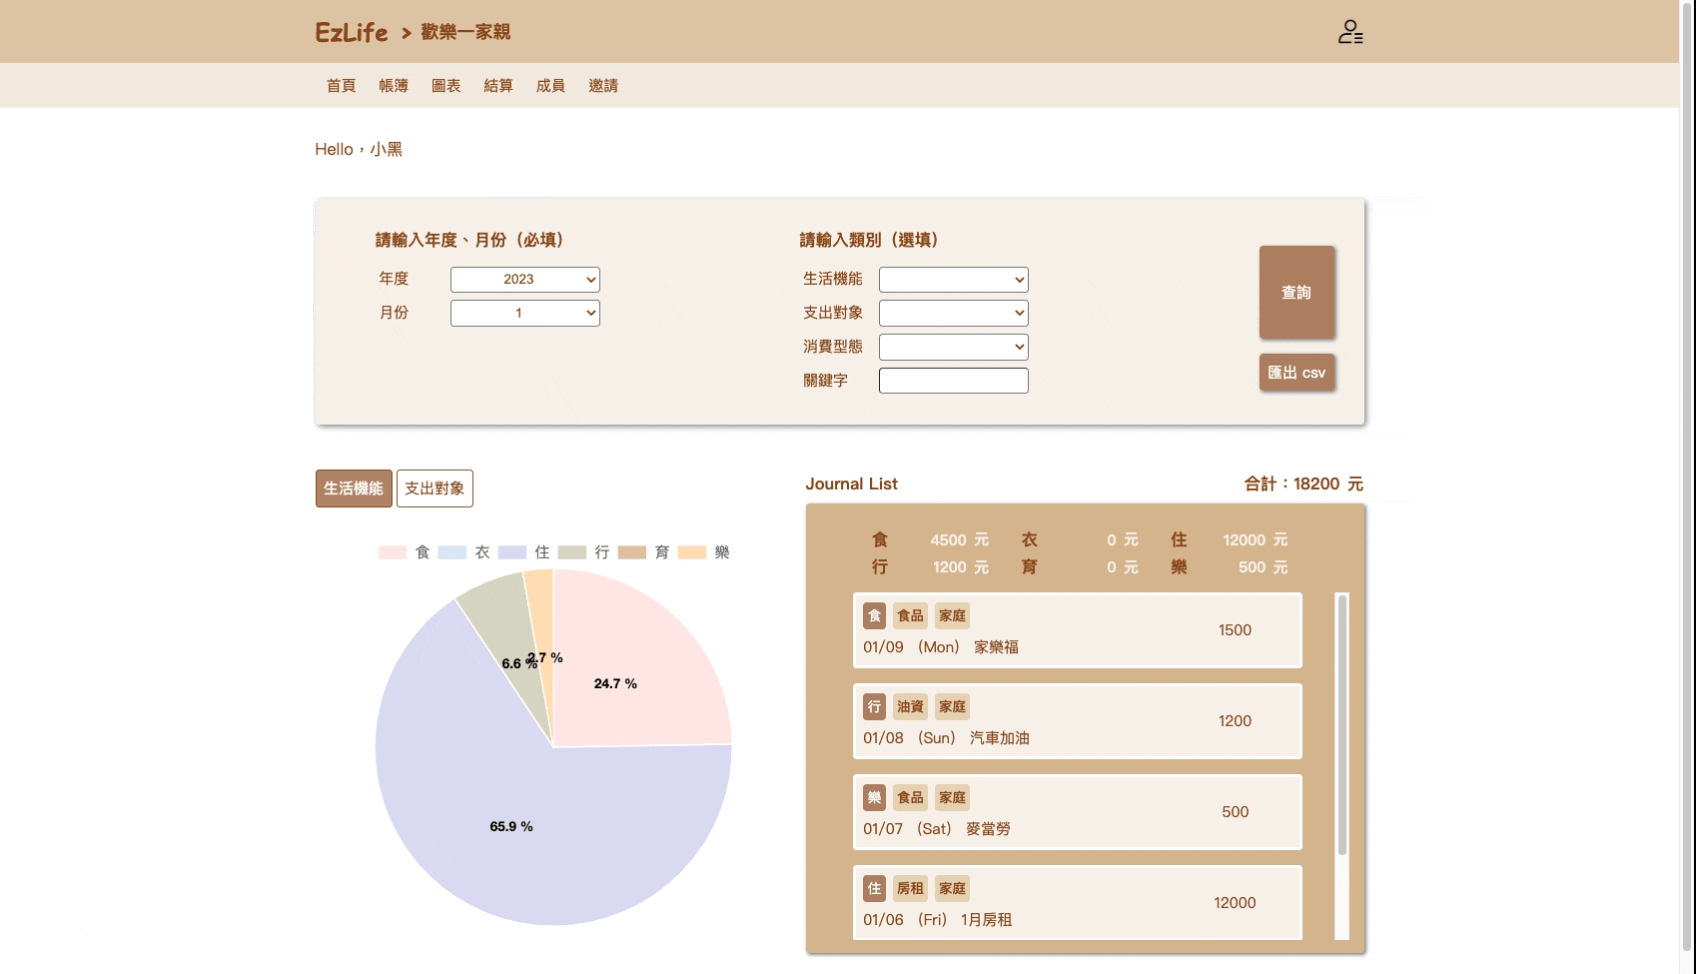 EzLife > 歡樂一家親
首頁 帳簿 圖表 結算 成員 邀請
Hello，小黑
請輸入年度、月份（必填）
年度 2023
月份 1
請輸入類別（選填）
生活機能
支出對象
消費型態
關鍵字
查詢
匯出 csv
生活機能 支出對象
食 衣 住 行 育 樂
6.6 %
2.7 %
24.7 %
65.9 %
Journal List 合計：18200 元
食 4500 元 衣 0 元 住 12000 元
行 1200 元 育 0 元 樂 500 元
食 食品 家庭
01/09 （Mon） 家樂福 1500
行 油資 家庭
01/08 （Sun） 汽車加油 1200
樂 食品 家庭
01/07 （Sat） 麥當勞 500
住 房租 家庭
01/06 （Fri） 1月房租 12000